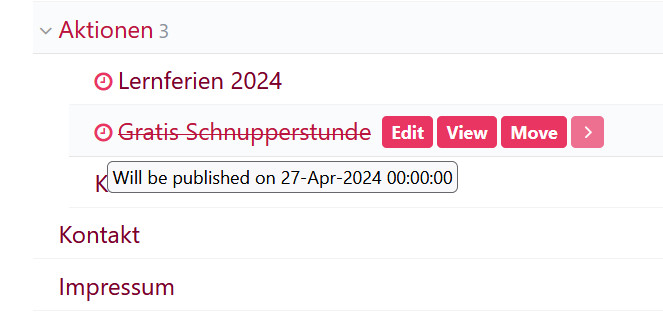 Aktionen 3
Lernferien 2024
Gratis Schnupperstunde Edit View Move
K
Will be published on 27-Apr-2024 00:00:00
Kontakt
Impressum